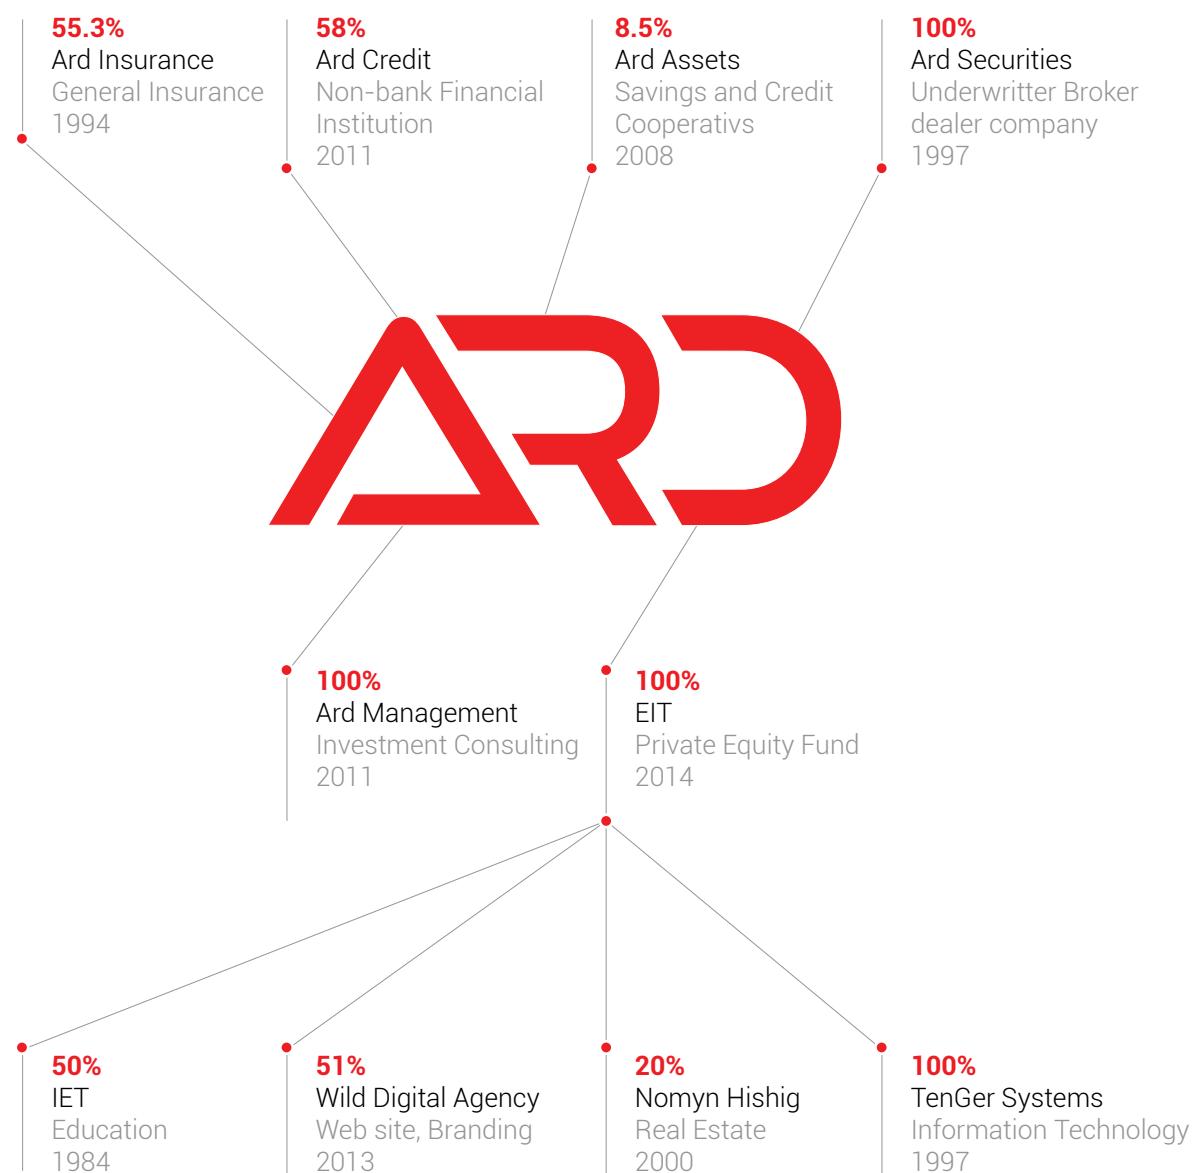 55.3%
Ard Insurance
General Insurance
1994
58%
Ard Credit
Non-bank Financial
Institution
2011
8.5%
Ard Assets
Savings and Credit
Cooperativs
2008
100%
Ard Securities
Underwritter Broker
dealer company
1997
ARD
100%
Ard Management
Investment Consulting
2011
100%
EIT
Private Equity Fund
2014
50%
IET
Education
1984
51%
Wild Digital Agency
Web site, Branding
2013
20%
Nomyn Hishig
Real Estate
2000
100%
TenGer Systems
Information Technology
1997